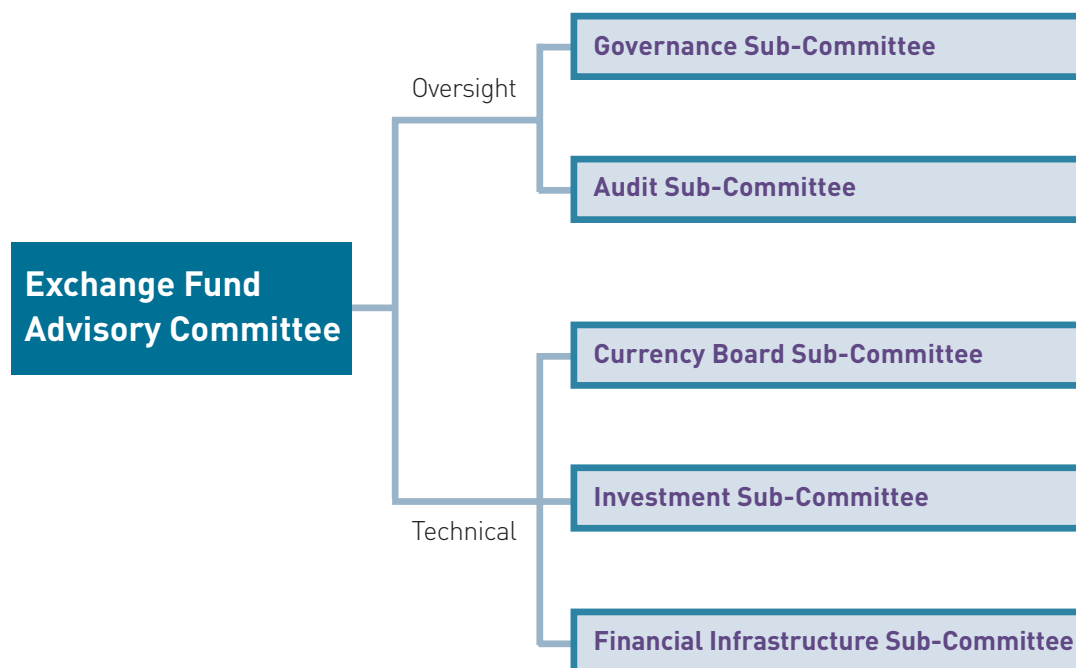 Governance Sub-Committee
Oversight
Audit Sub-Committee
Exchange Fund
Advisory Committee
Currency Board Sub-Committee
Investment Sub-Committee
Technical
Financial Infrastructure Sub-Committee